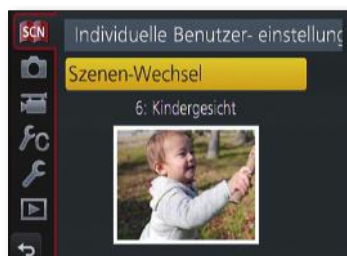 SCN
Individuelle Benutzer- einstellung
Szenen-Wechsel
6: Kindergesicht
C